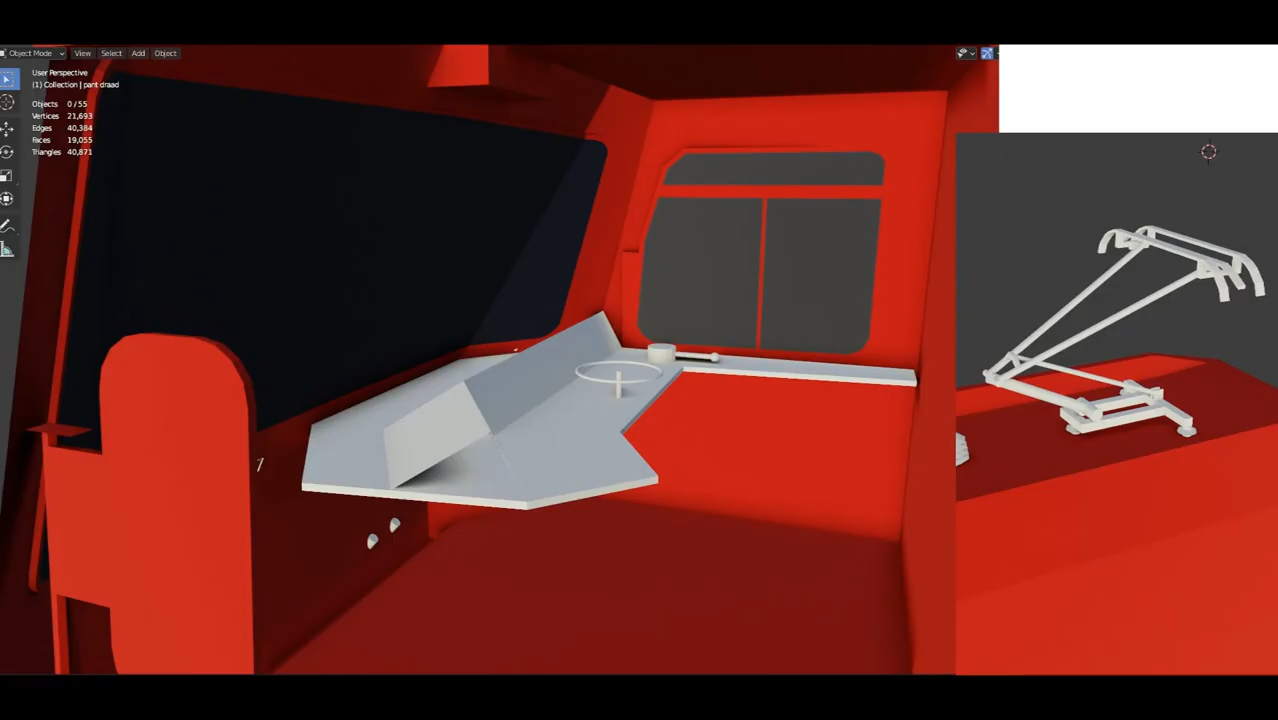 Object Mode View Select Add Object
User Perspective
(1) Collection | pant draad
Objects 0 / 55
Vertices 21,693
Edges 40,384
Faces 19,055
Triangles 40,871